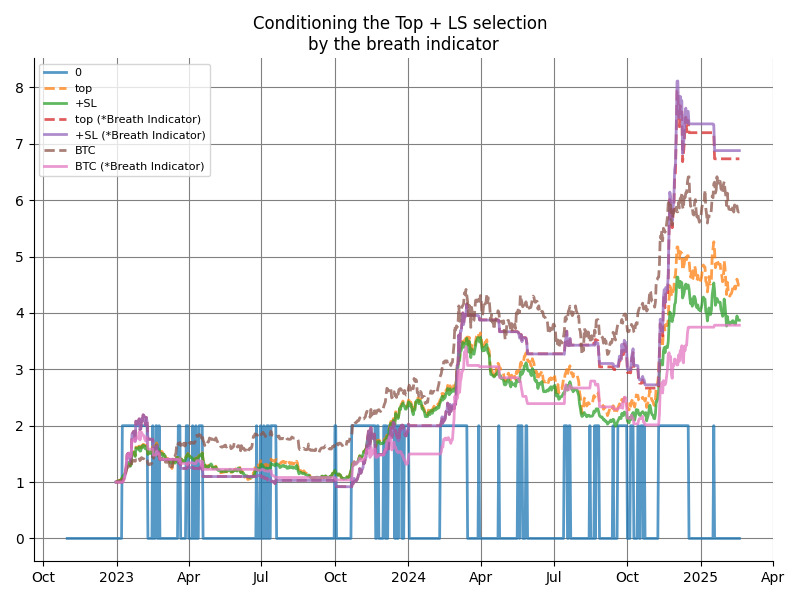 Conditioning the Top + LS selection
by the breath indicator
0
top
+SL
top (*Breath Indicator)
+SL (*Breath Indicator)
BTC
BTC (*Breath Indicator)
8
7
6
5
4
3
2
1
0
Oct 2023 Apr Jul Oct 2024 Apr Jul Oct 2025 Apr